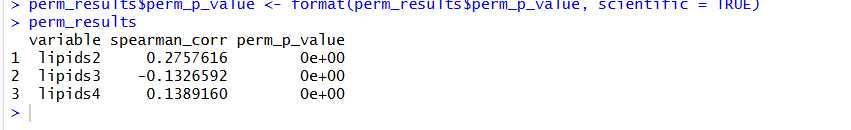 > perm_results$perm_p_value <- format(perm_results$perm_p_value, scientific = TRUE)
> perm_results
  variable spearman_corr perm_p_value
1  lipids2     0.2757616        0e+00
2  lipids3    -0.1326592        0e+00
3  lipids4     0.1389160        0e+00
>